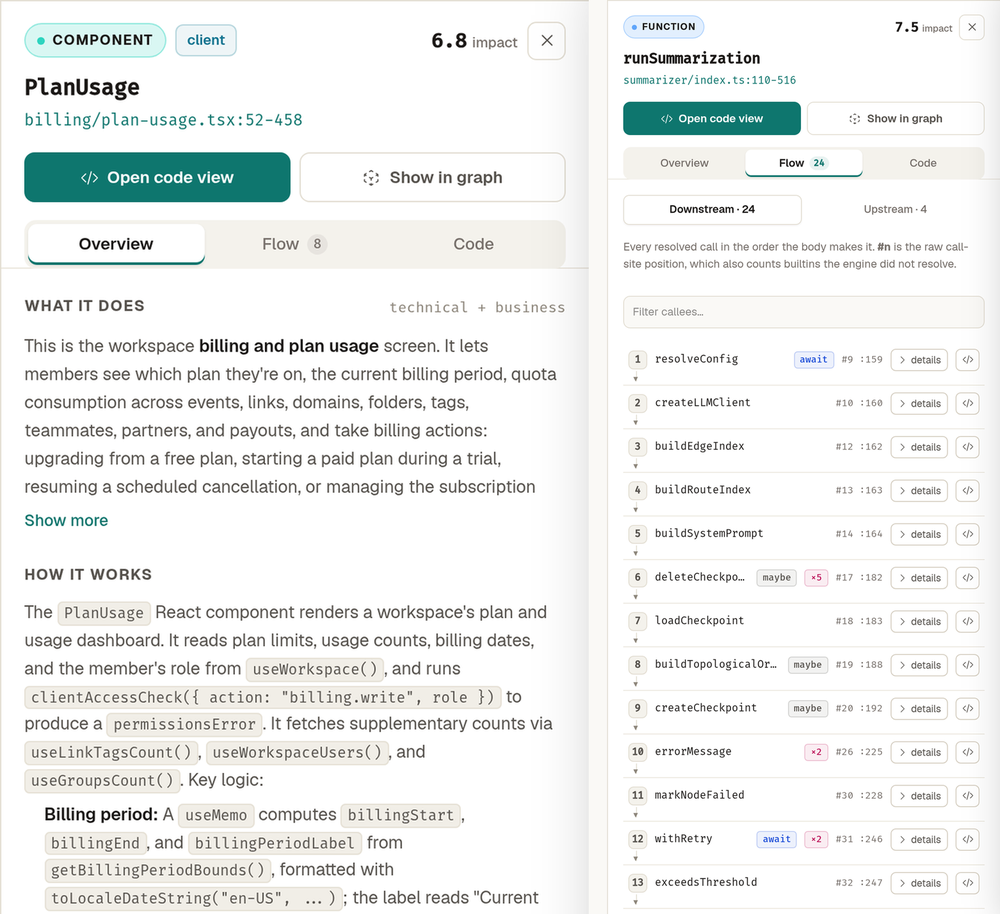 COMPONENT client 6.8 impact
PlanUsage
billing/plan-usage.tsx:52-458
</> Open code view Show in graph
Overview Flow 8 Code
WHAT IT DOES technical + business
This is the workspace billing and plan usage screen. It lets
members see which plan they're on, the current billing period, quota
consumption across events, links, domains, folders, tags,
teammates, partners, and payouts, and take billing actions:
upgrading from a free plan, starting a paid plan during a trial,
resuming a scheduled cancellation, or managing the subscription
Show more
HOW IT WORKS
The PlanUsage React component renders a workspace's plan and
usage dashboard. It reads plan limits, usage counts, billing dates,
and the member's role from useWorkspace(), and runs
clientAccessCheck({ action: "billing.write", role }) to
produce a permissionsError. It fetches supplementary counts via
useLinkTagsCount(), useWorkspaceUsers(), and
useGroupsCount(). Key logic:
Billing period: A useMemo computes billingStart,
billingEnd, and billingPeriodLabel from
getBillingPeriodBounds(), formatted with
toLocaleDateString("en-US", ...); the label reads "Current
FUNCTION 7.5 impact
runSummarization
summarizer/index.ts:110-516
</> Open code view Show in graph
Overview Flow 24 Code
Downstream · 24 Upstream · 4
Every resolved call in the order the body makes it. #n is the raw call-
site position, which also counts builtins the engine did not resolve.
Filter callees…
1 resolveConfig await #9 :159 > details </>
2 createLLMClient #10 :160 > details </>
3 buildEdgeIndex #12 :162 > details </>
4 buildRouteIndex #13 :163 > details </>
5 buildSystemPrompt #14 :164 > details </>
6 deleteCheckpo… maybe ×5 #17 :182 > details </>
7 loadCheckpoint #18 :183 > details </>
8 buildTopologicalOr… maybe #19 :188 > details </>
9 createCheckpoint maybe #20 :192 > details </>
10 errorMessage ×2 #26 :225 > details </>
11 markNodeFailed #30 :228 > details </>
12 withRetry await ×2 #31 :246 > details </>
13 exceedsThreshold #32 :247 > details </>